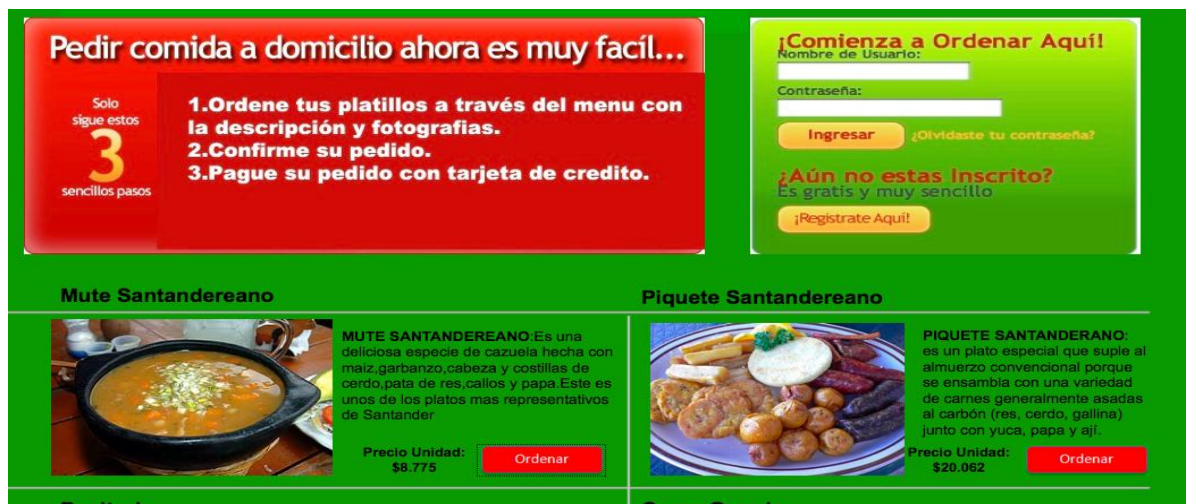 Pedir comida a domicilio ahora es muy facíl...
Solo
sigue estos
3
sencillos pasos
1.Ordene tus platillos a través del menu con
la descripción y fotografias.
2.Confirme su pedido.
3.Pague su pedido con tarjeta de credito.
¡Comienza a Ordenar Aquí!
Nombre de Usuario:
Contraseña:
Ingresar
¿Olvidaste tu contraseña?
¿Aún no estas Inscrito?
Es gratis y muy sencillo
¡Registrate Aquí!
Mute Santandereano
MUTE SANTANDEREANO:Es una
deliciosa especie de cazuela hecha con
maiz,garbanzo,cabeza y costillas de
cerdo,pata de res,callos y papa.Este es
unos de los platos mas representativos
de Santander
Precio Unidad:
$8.775
Ordenar
Piquete Santandereano
PIQUETE SANTANDERANO:
es un plato especial que suple al
almuerzo convencional porque
se ensambla con una variedad
de carnes generalmente asadas
al carbón (res, cerdo, gallina)
junto con yuca, papa y ají.
Precio Unidad:
$20.062
Ordenar